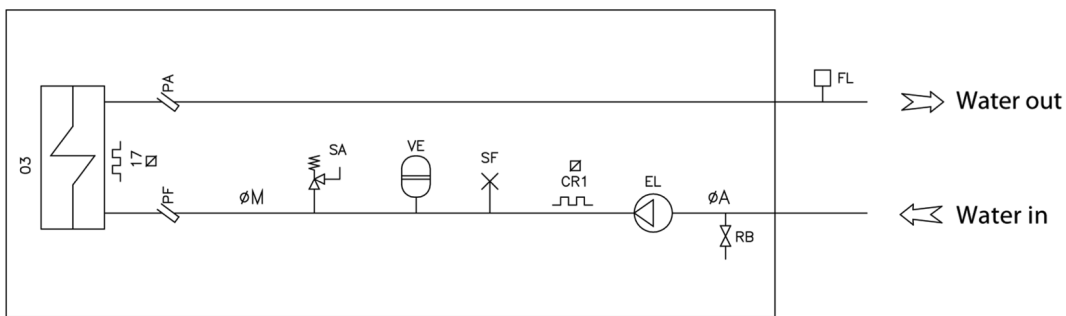 PA
FL
Water out
03
17
SA
VE
SF
CR1
EL
PF
øM
øA
RB
Water in